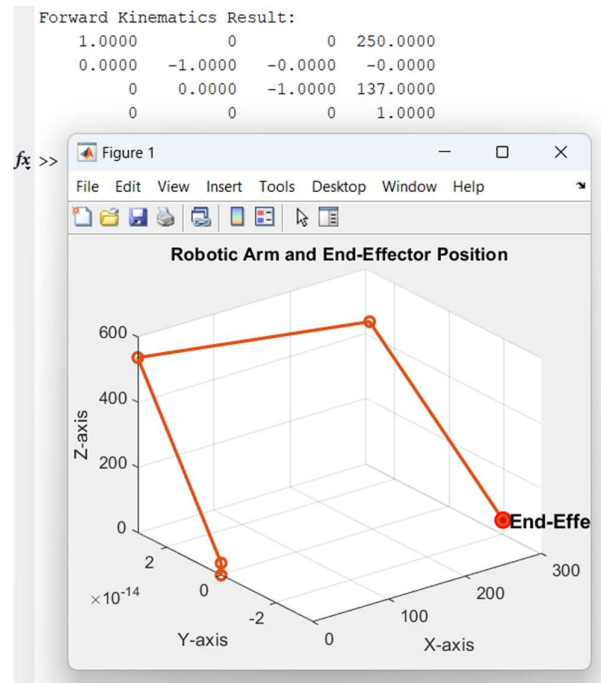 Forward Kinematics Result:
1.0000 0 0 250.0000
0.0000 -1.0000 -0.0000 -0.0000
0 0.0000 -1.0000 137.0000
0 0 0 1.0000
fx >>
Figure 1
File Edit View Insert Tools Desktop Window Help
Robotic Arm and End-Effector Position
600
400
200
0
Z-axis
2
0
-2
×10-14
Y-axis
0
100
200
300
X-axis
End-Effe